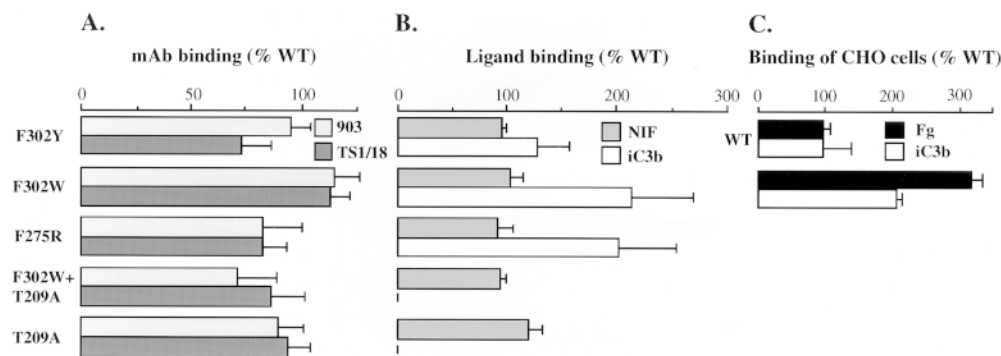 A.
mAb binding (% WT)
0 50 100
903
TS1/18
F302Y
F302W
F275R
F302W+
T209A
T209A
B.
Ligand binding (% WT)
0 100 200 300
NIF
iC3b
C.
Binding of CHO cells (% WT)
0 100 200 300
WT
Fg
iC3b